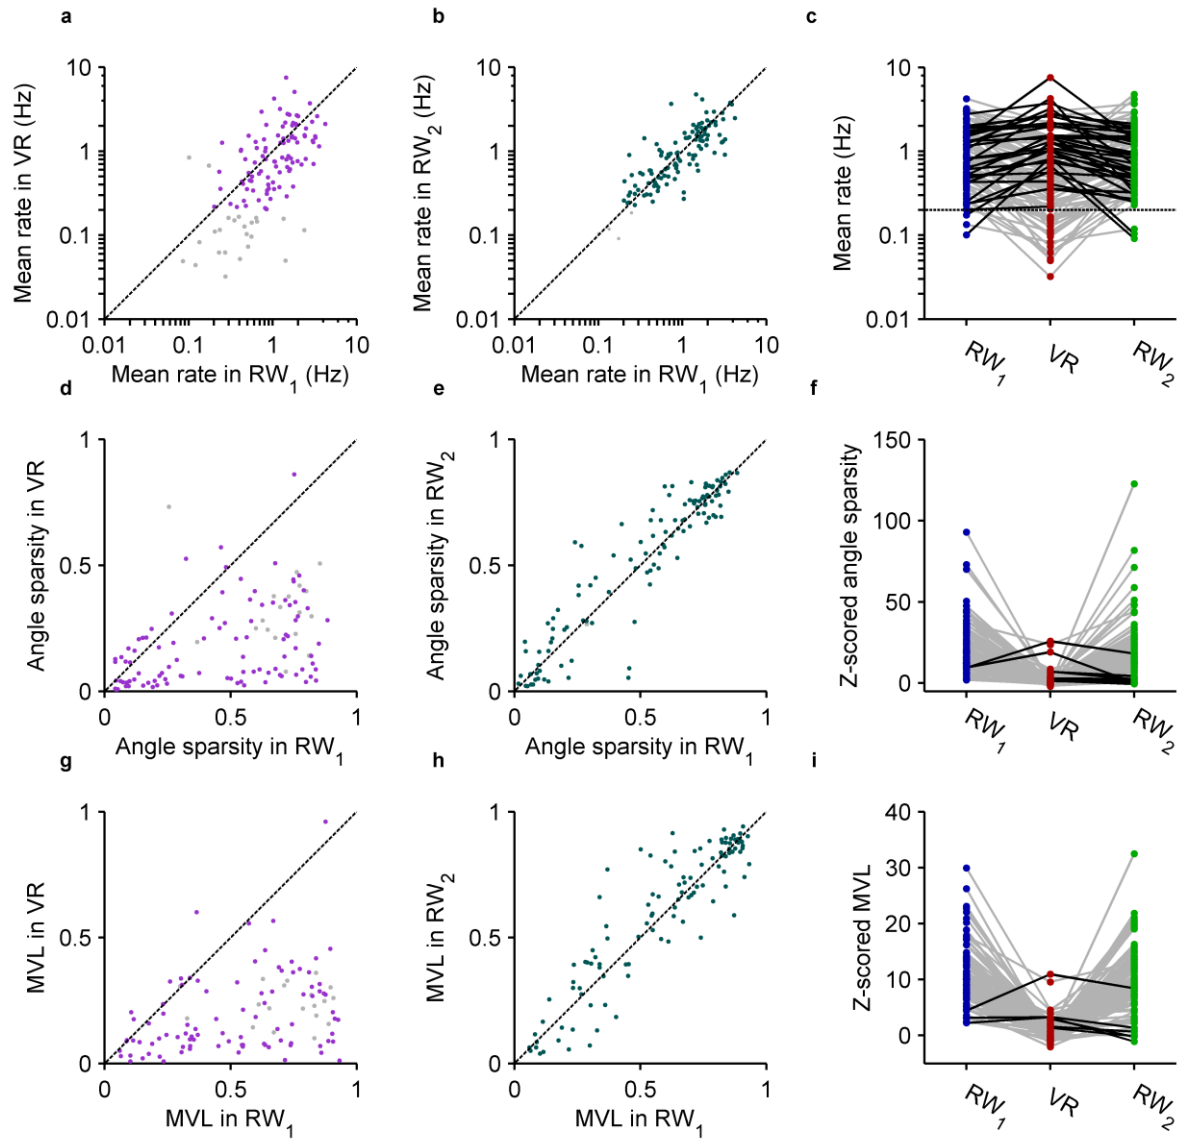 a
b
c
10
1
0.1
0.01
0.01 0.1 1 10
Mean rate in VR (Hz)
Mean rate in RW1 (Hz)
10
1
0.1
0.01
0.01 0.1 1 10
Mean rate in RW2 (Hz)
Mean rate in RW1 (Hz)
10
1
0.1
0.01
Mean rate (Hz)
RW1 VR RW2
d
e
f
1
0.5
0
0 0.5 1
Angle sparsity in VR
Angle sparsity in RW1
1
0.5
0
0 0.5 1
Angle sparsity in RW2
Angle sparsity in RW1
150
100
50
0
Z-scored angle sparsity
RW1 VR RW2
g
h
i
1
0.5
0
0 0.5 1
MVL in VR
MVL in RW1
1
0.5
0
0 0.5 1
MVL in RW2
MVL in RW1
40
30
20
10
0
Z-scored MVL
RW1 VR RW2